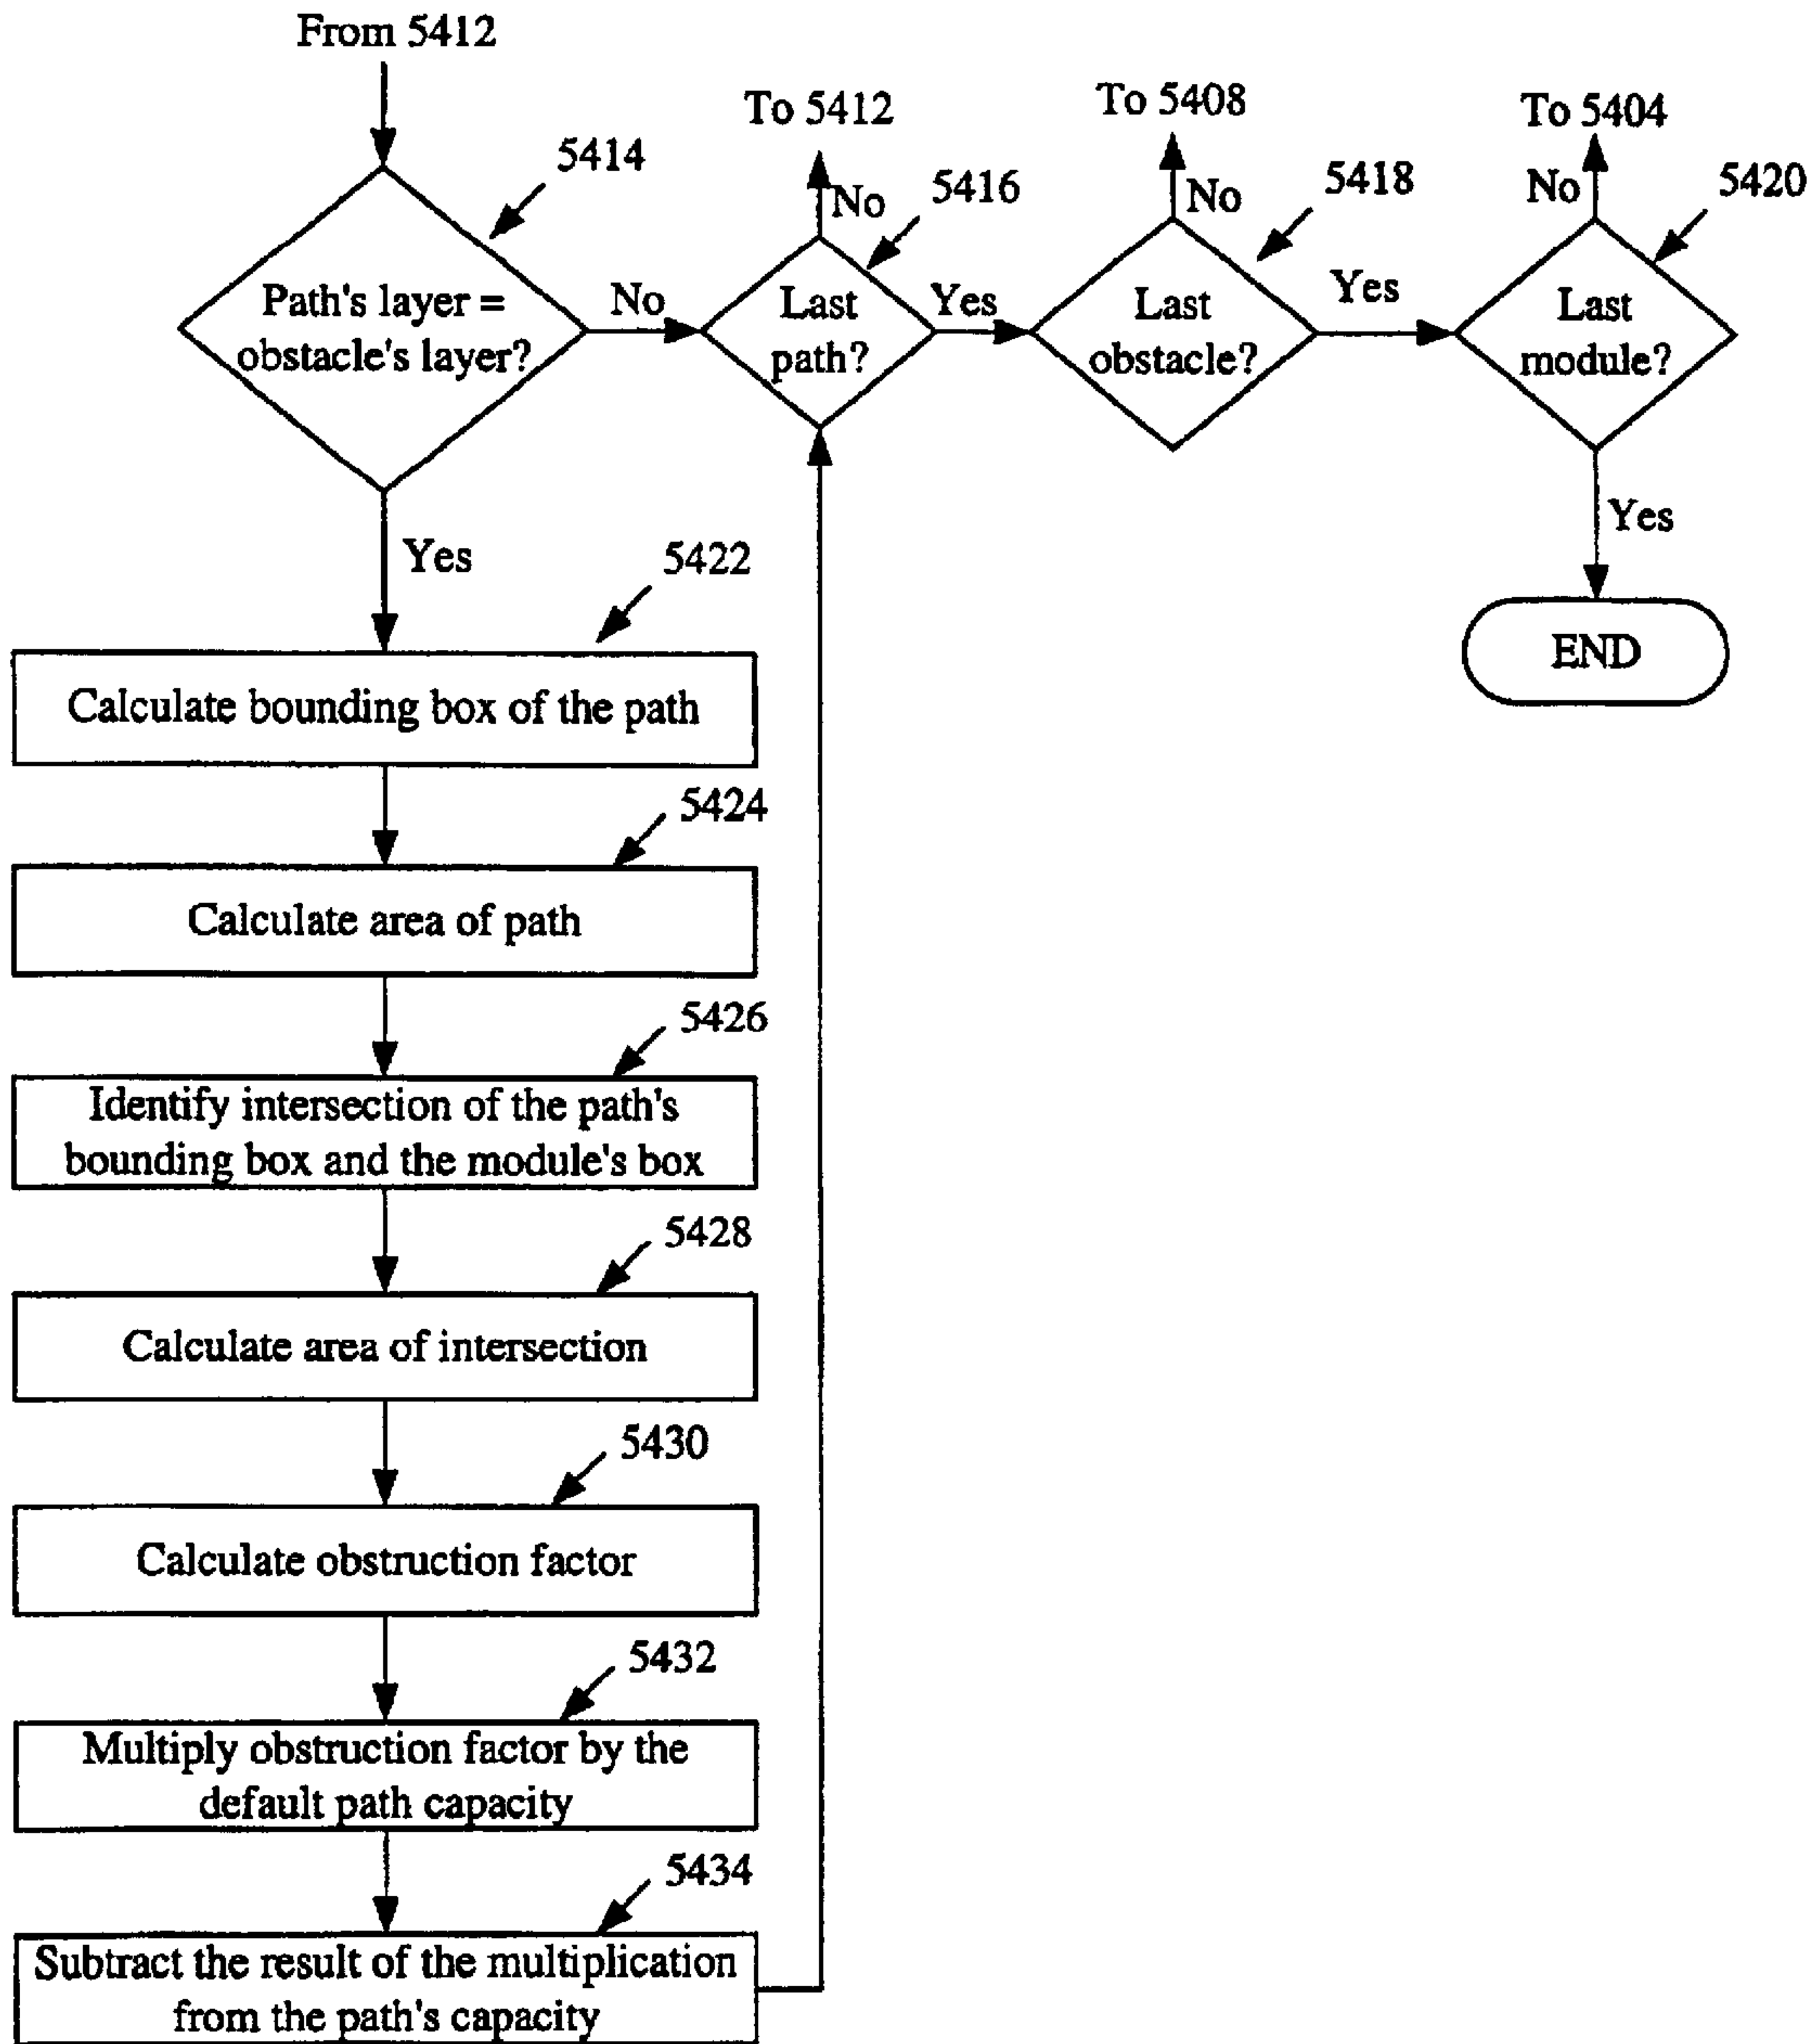 From 5412
To 5412
To 5408
To 5404
5414
5416
5418
5420
No
No
No
Path's layer =
obstacle's layer?
No
Last
path?
Yes
Last
obstacle?
Yes
Last
module?
Yes
Yes
END
5422
Calculate bounding box of the path
5424
Calculate area of path
5426
Identify intersection of the path's
bounding box and the module's box
5428
Calculate area of intersection
5430
Calculate obstruction factor
5432
Multiply obstruction factor by the
default path capacity
5434
Subtract the result of the multiplication
from the path's capacity